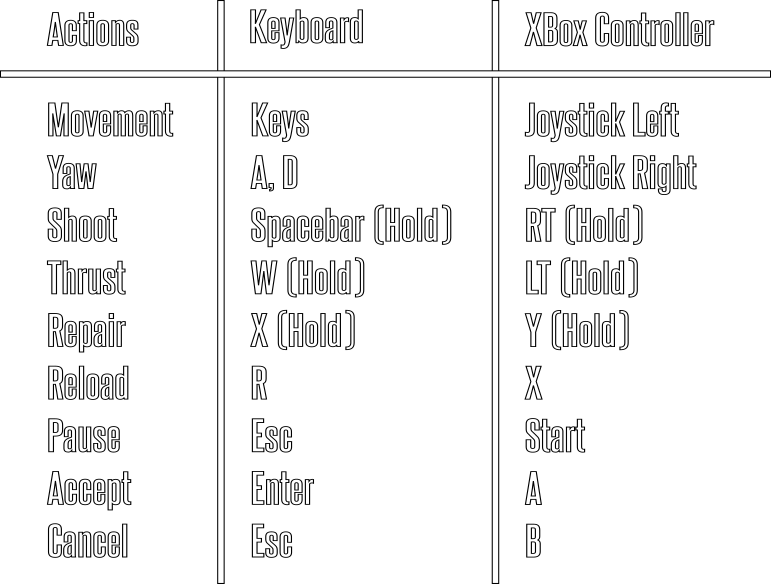 Actions Keyboard XBox Controller
Movement Keys Joystick Left
Yaw A, D Joystick Right
Shoot Spacebar (Hold) RT (Hold)
Thrust W (Hold) LT (Hold)
Repair X (Hold) Y (Hold)
Reload R X
Pause Esc Start
Accept Enter A
Cancel Esc B